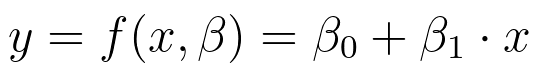 y = f(x, β) = β₀ + β₁ · x